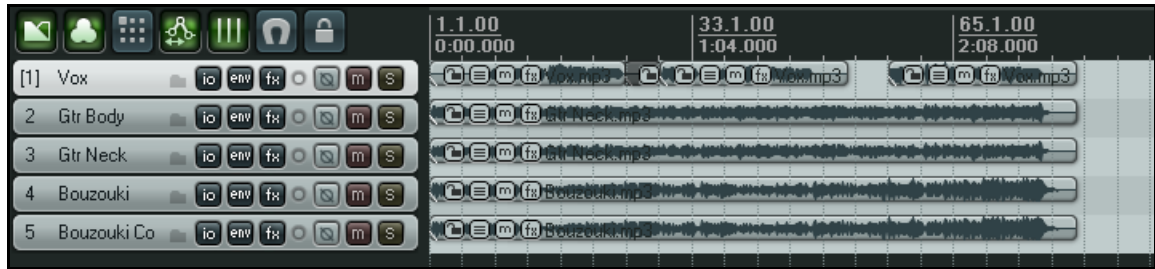 1.1.00 33.1.00 65.1.00
0:00.000 1:04.000 2:08.000
[1] Vox io env fx m S Vox.mp3 Vox.mp3 Vox.mp3
2 Gtr Body io env fx m S Gtr Neck.mp3
3 Gtr Neck io env fx m S Gtr Neck.mp3
4 Bouzouki io env fx m S Bouzouki.mp3
5 Bouzouki Co io env fx m S Bouzouki.mp3